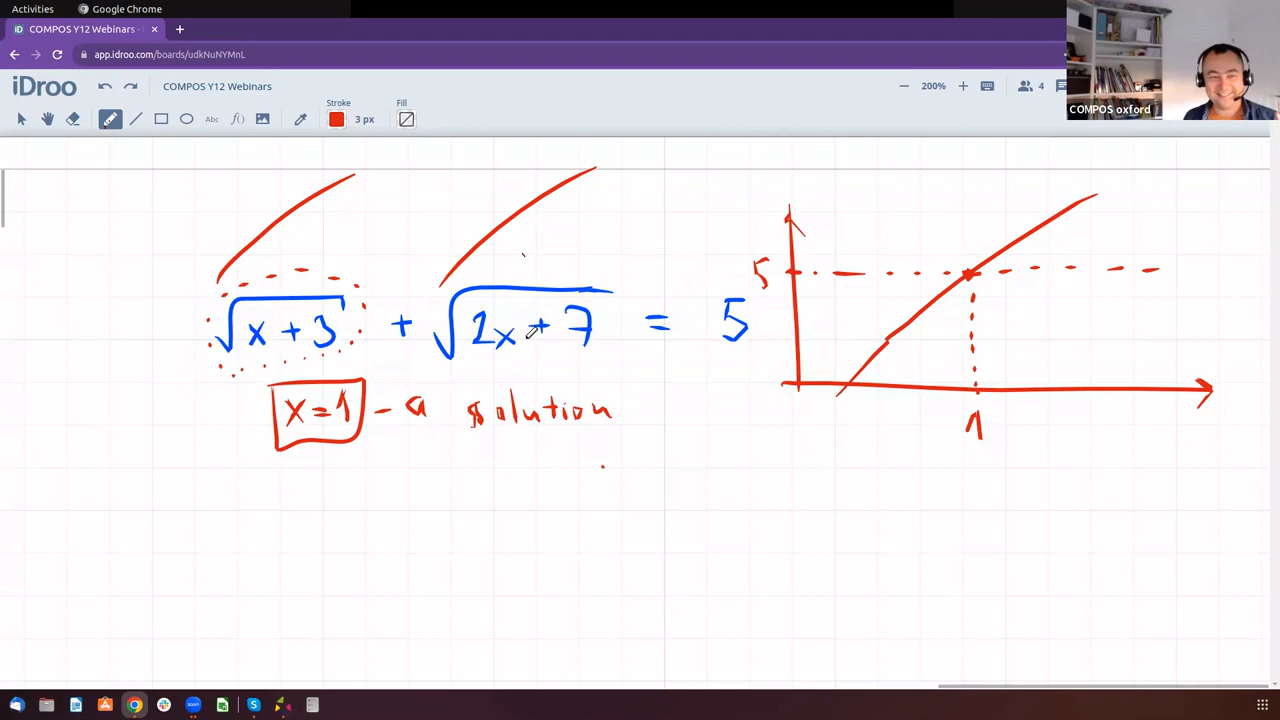 Activities
Google Chrome
COMPOS Y12 Webinars -
app.idroo.com/boards/udkNuNYMnL
iDroo
COMPOS Y12 Webinars
200%
4
Stroke
3 px
Fill
Abc
f()
COMPOS oxford
√x + 3 + √2x + 7 = 5
x = 1 - a solution
5
1